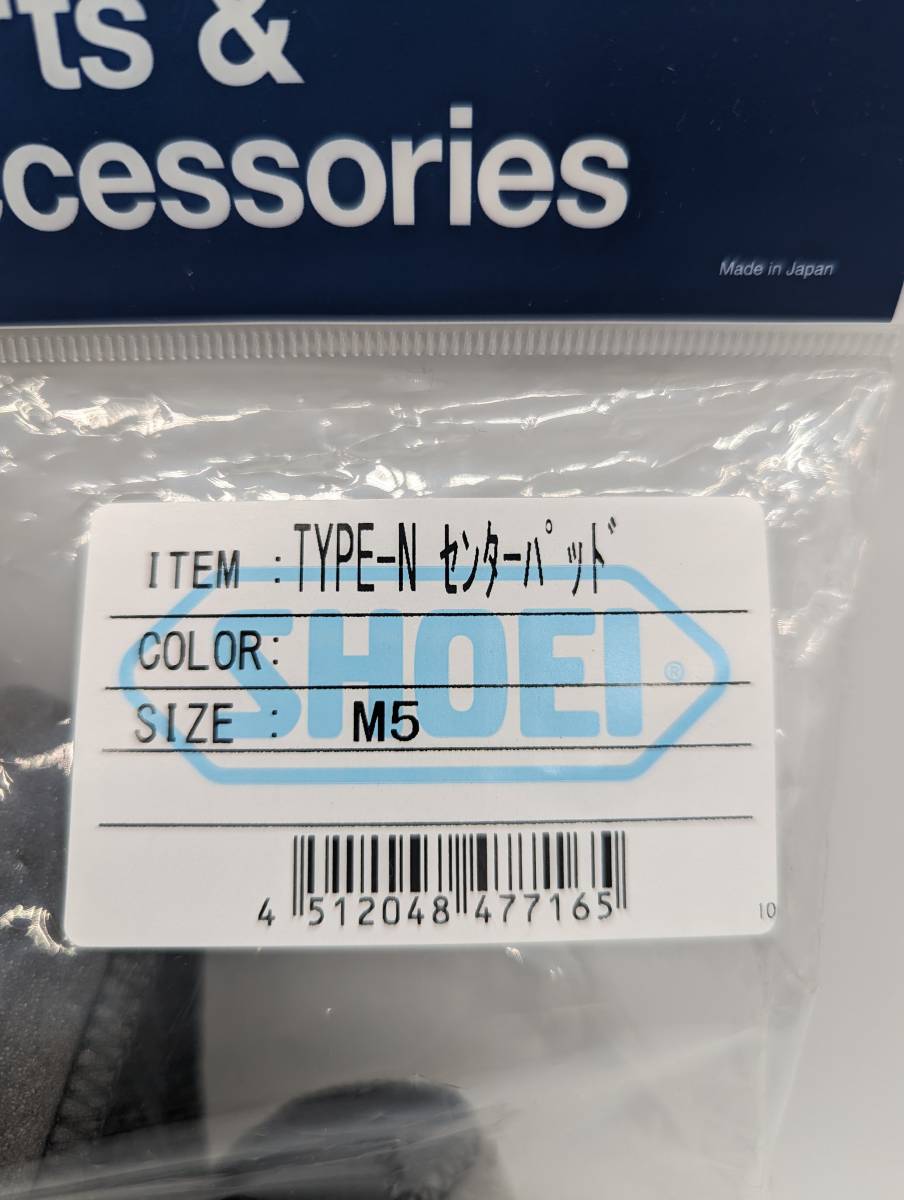 rts &
ccessories
Made in Japan
ITEM : TYPE-N ｾﾝﾀｰﾊﾟｯﾄﾞ
COLOR:
SHOEI ®
SIZE : M5
4 512048 477165
10